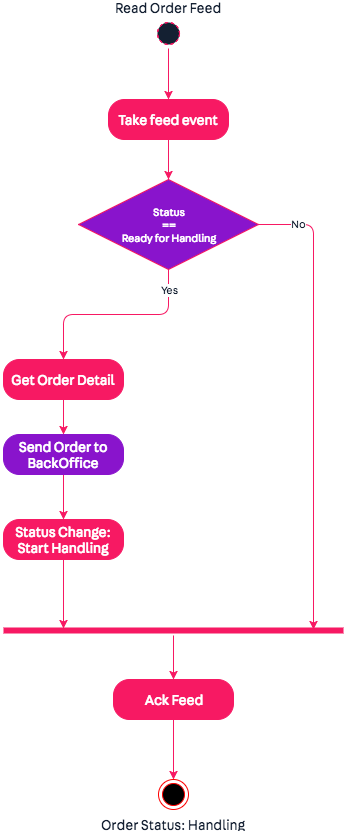 Read Order Feed
Take feed event
Status
==
Ready for Handling
No
Yes
Get Order Detail
Send Order to
BackOffice
Status Change:
Start Handling
Ack Feed
Order Status: Handling